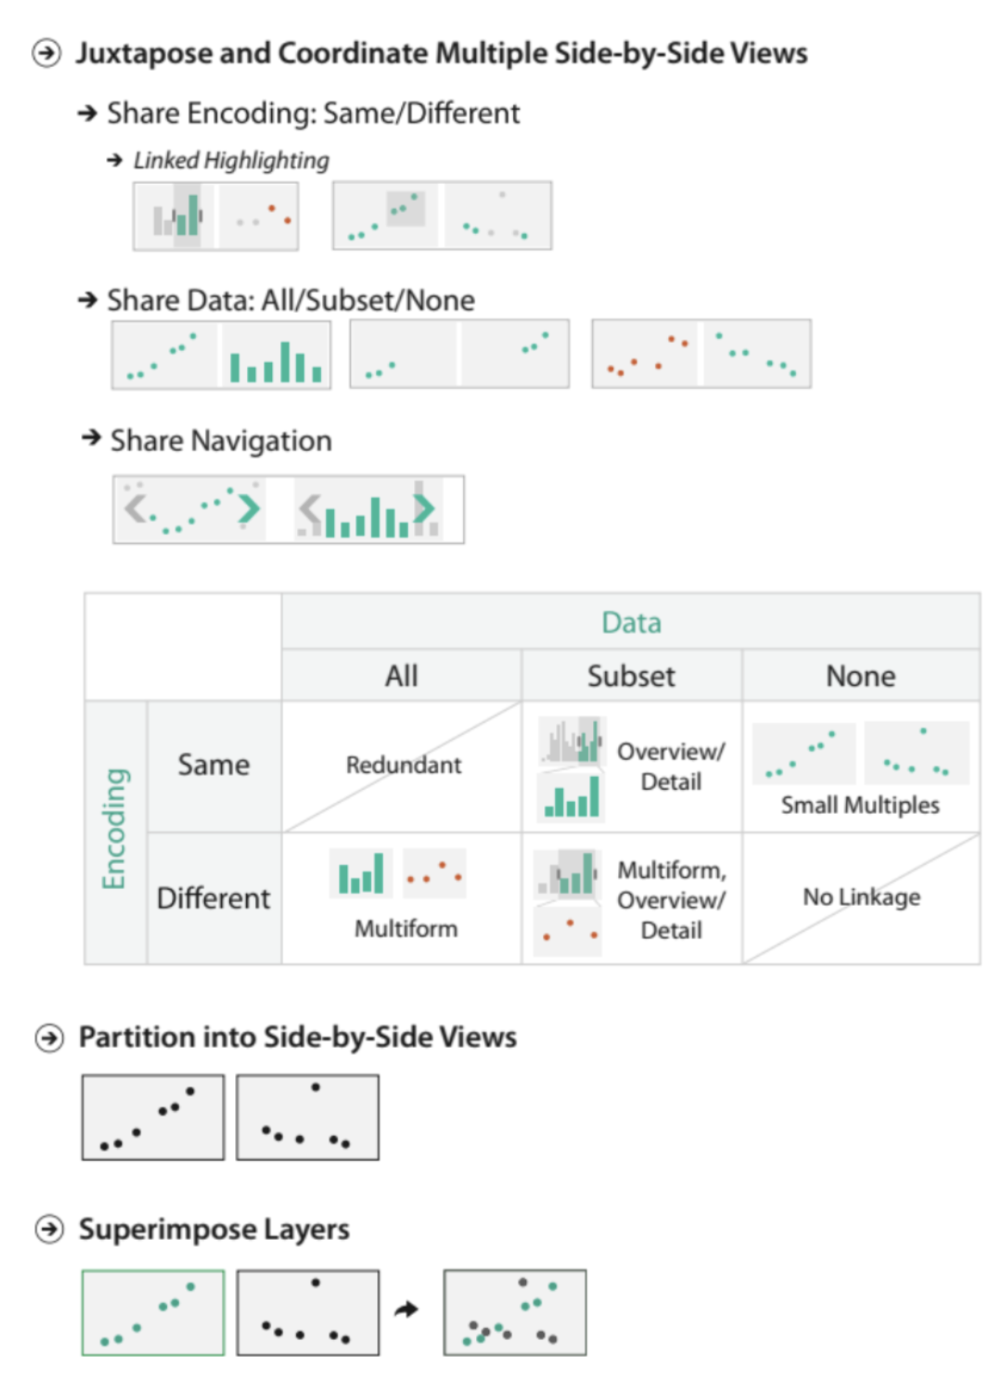 Juxtapose and Coordinate Multiple Side-by-Side Views
Share Encoding: Same/Different
Linked Highlighting
Share Data: All/Subset/None
Share Navigation
Data
All
Subset
None
Encoding
Same
Redundant
Overview/
Detail
Small Multiples
Different
Multiform
Multiform,
Overview/
Detail
No Linkage
Partition into Side-by-Side Views
Superimpose Layers